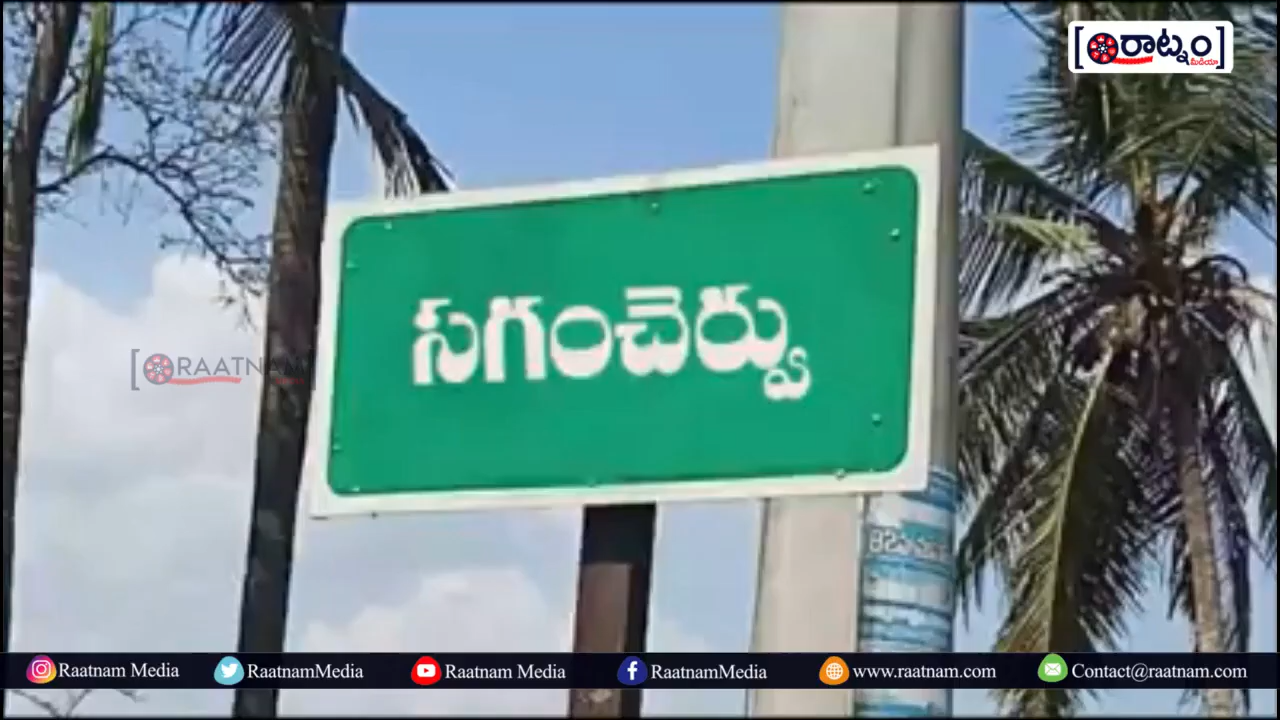 [రాట్నం]
మీడియా
సగంచెర్వు
[RAATNAM]
Raatnam Media
RaatnamMedia
Raatnam Media
RaatnamMedia
www.raatnam.com
Contact@raatnam.com